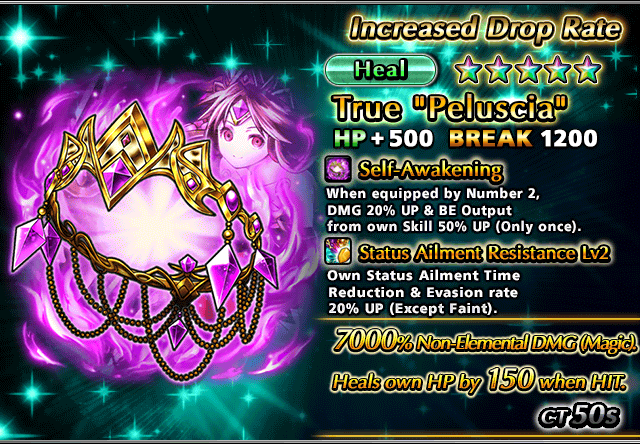 Increased Drop Rate
Heal
True "Peluscia"
HP +500 BREAK 1200
Self-Awakening
When equipped by Number 2,
DMG 20% UP & BE Output
from own Skill 50% UP (Only once).
Status Ailment Resistance Lv2
Own Status Ailment Time
Reduction & Evasion rate
20% UP (Except Faint).
7000% Non-Elemental DMG (Magic).
Heals own HP by 150 when HIT.
CT 50s